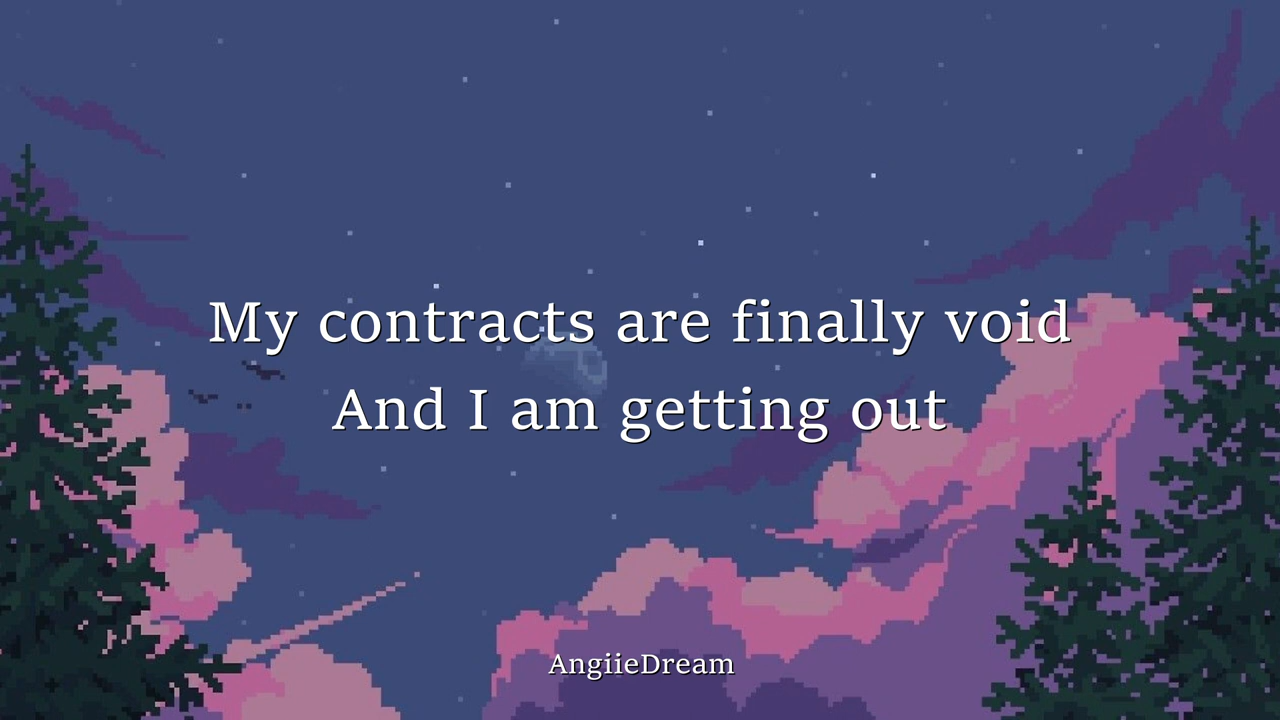 My contracts are finally void
And I am getting out
AngiieDream